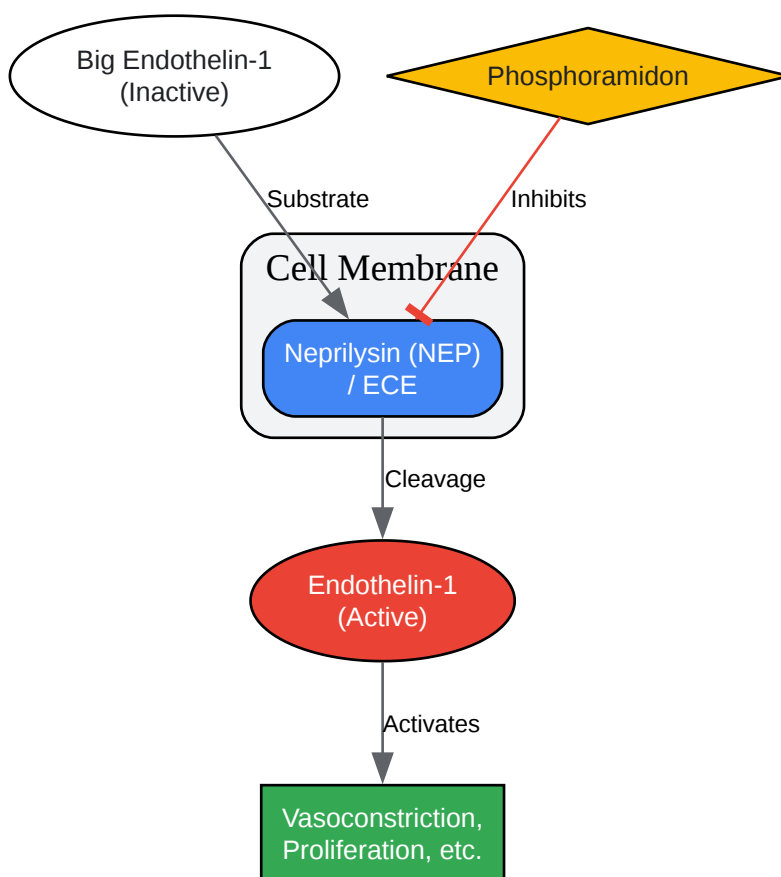 Big Endothelin-1
(Inactive)
Phosphoramidon
Substrate
Inhibits
Cell Membrane
Neprilysin (NEP)
/ ECE
Cleavage
Endothelin-1
(Active)
Activates
Vasoconstriction,
Proliferation, etc.